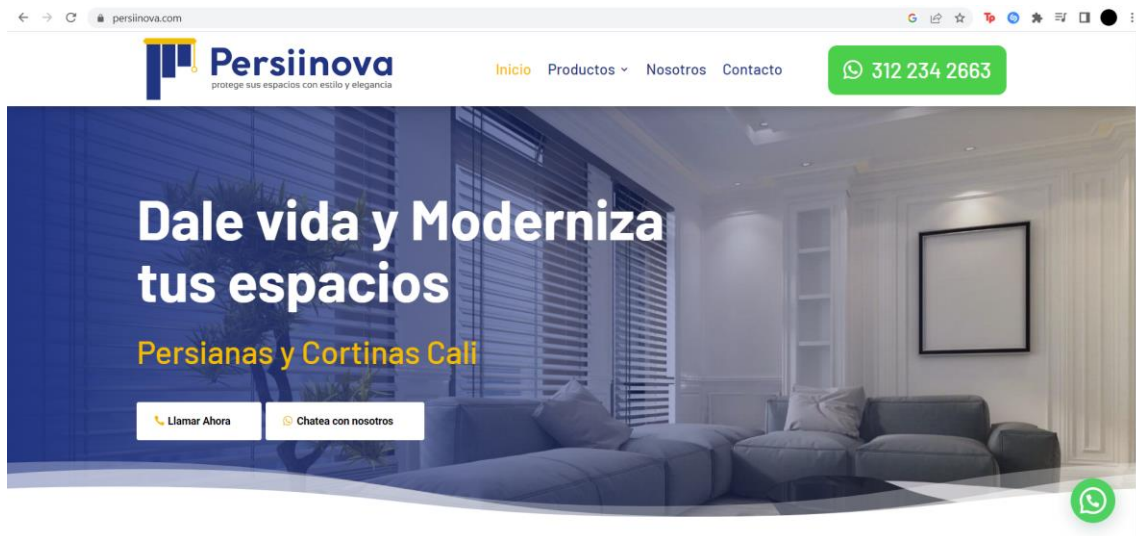 persiinova.com
Persiinova
protege sus espacios con estilo y elegancia
Inicio Productos Nosotros Contacto
312 234 2663
Dale vida y Moderniza
tus espacios
Persianas y Cortinas Cali
Llamar Ahora Chatea con nosotros